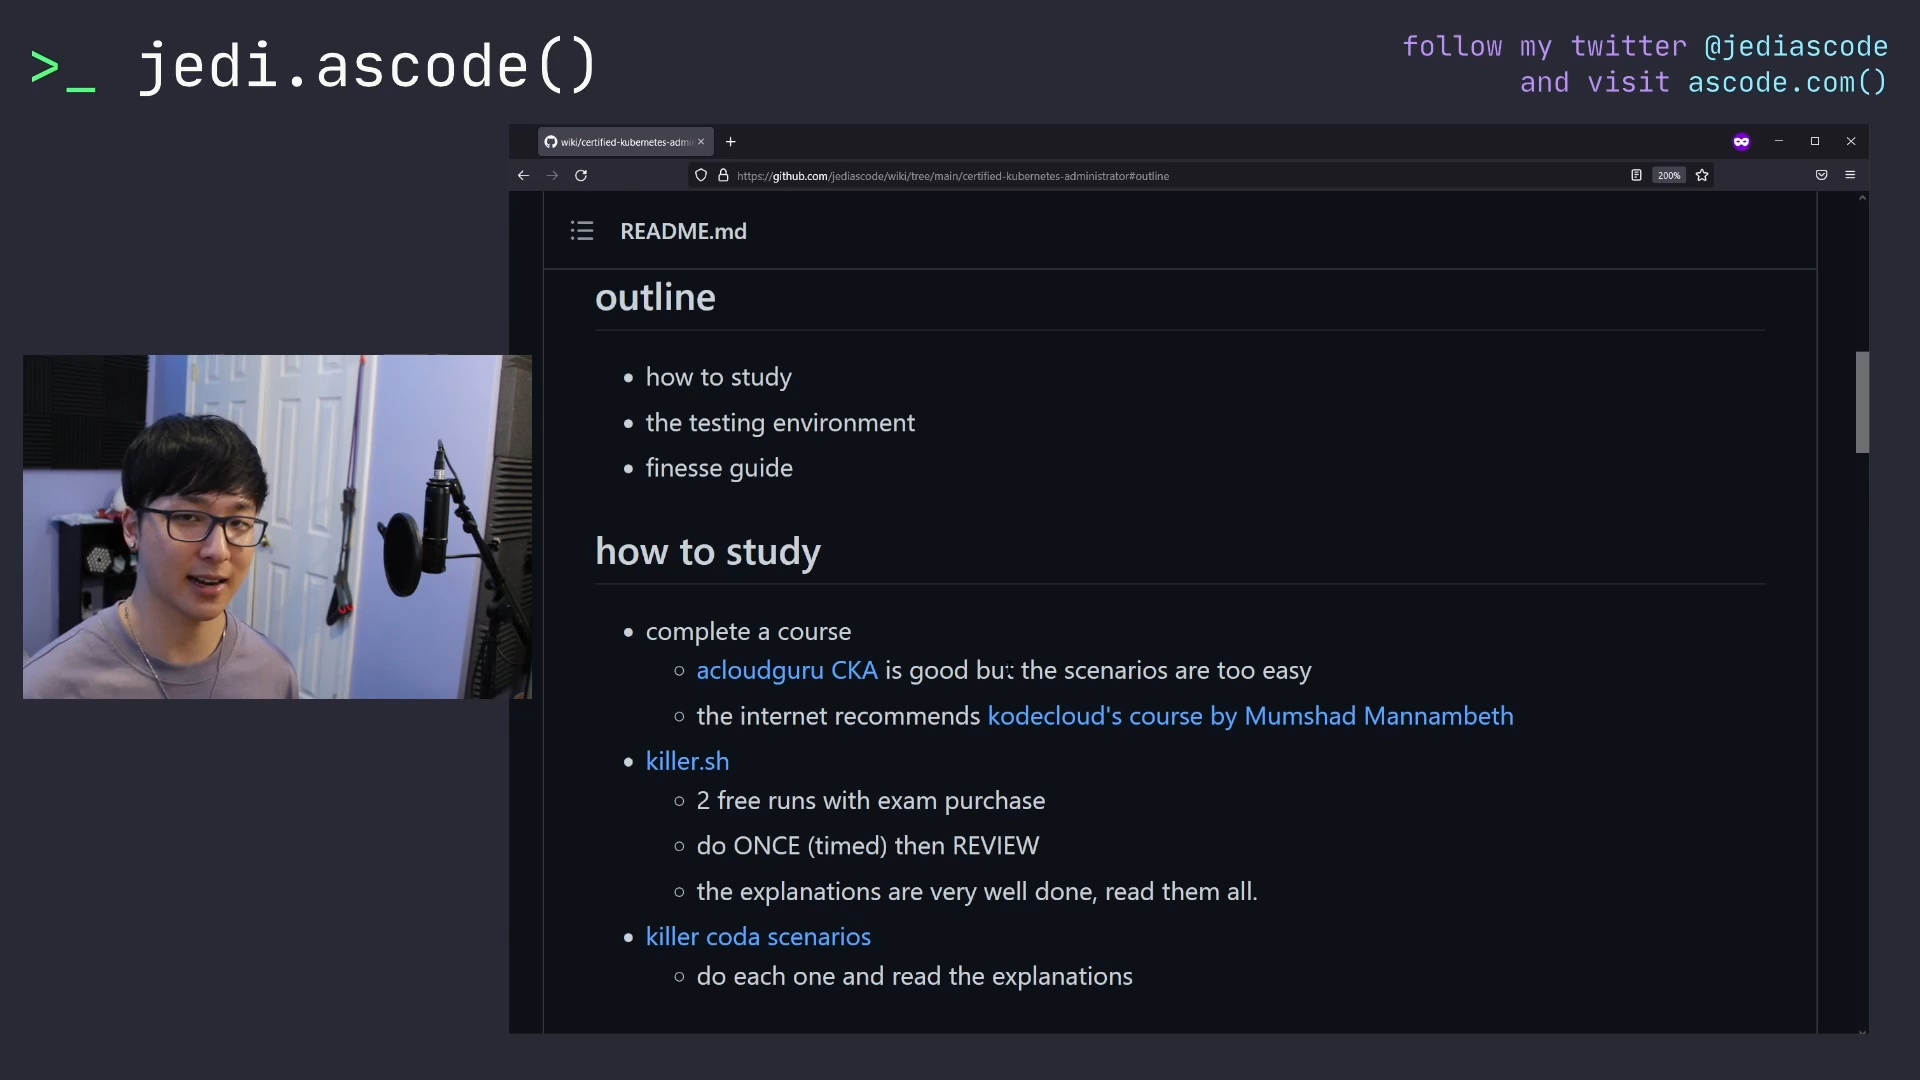 >_ jedi.ascode()
follow my twitter @jediascode
and visit ascode.com()
wiki/certified-kubernetes-admi
https://github.com/jediascode/wiki/tree/main/certified-kubernetes-administrator#outline
200%
README.md
outline
how to study
the testing environment
finesse guide
how to study
complete a course
acloudguru CKA is good but the scenarios are too easy
the internet recommends kodecloud's course by Mumshad Mannambeth
killer.sh
2 free runs with exam purchase
do ONCE (timed) then REVIEW
the explanations are very well done, read them all.
killer coda scenarios
do each one and read the explanations